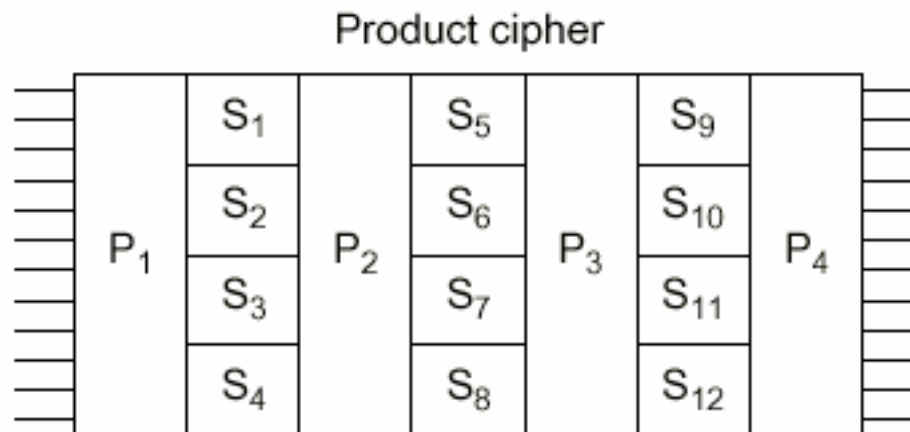 Product cipher
S1 S5 S9
S2 S6 S10
P1 P2 P3 P4
S3 S7 S11
S4 S8 S12